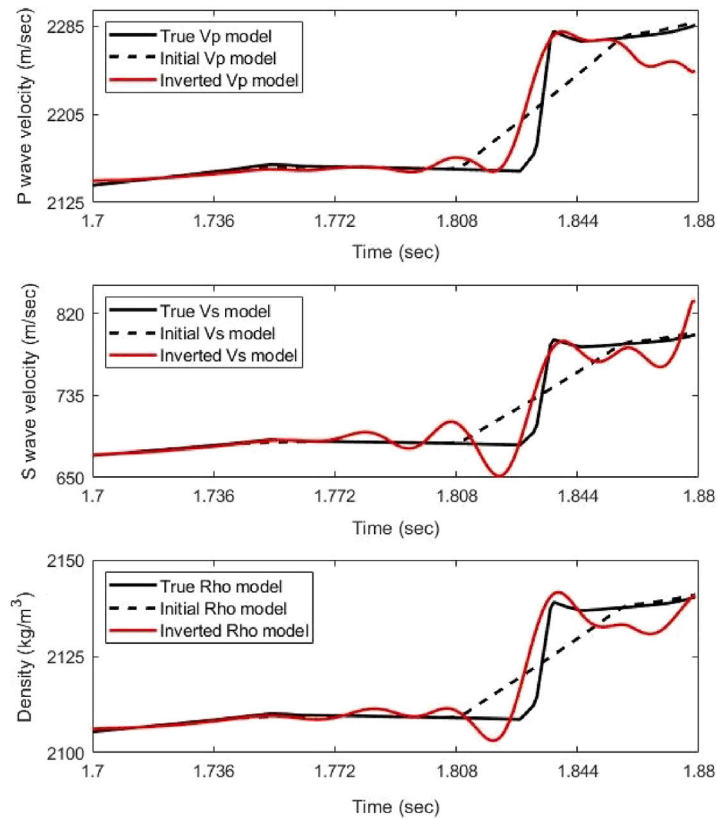 2285
2205
2125
P wave velocity (m/sec)
True Vp model
Initial Vp model
Inverted Vp model
1.7 1.736 1.772 1.808 1.844 1.88
Time (sec)
820
735
650
S wave velocity (m/sec)
True Vs model
Initial Vs model
Inverted Vs model
1.7 1.736 1.772 1.808 1.844 1.88
Time (sec)
2150
2125
2100
Density (kg/m³)
True Rho model
Initial Rho model
Inverted Rho model
1.7 1.736 1.772 1.808 1.844 1.88
Time (sec)